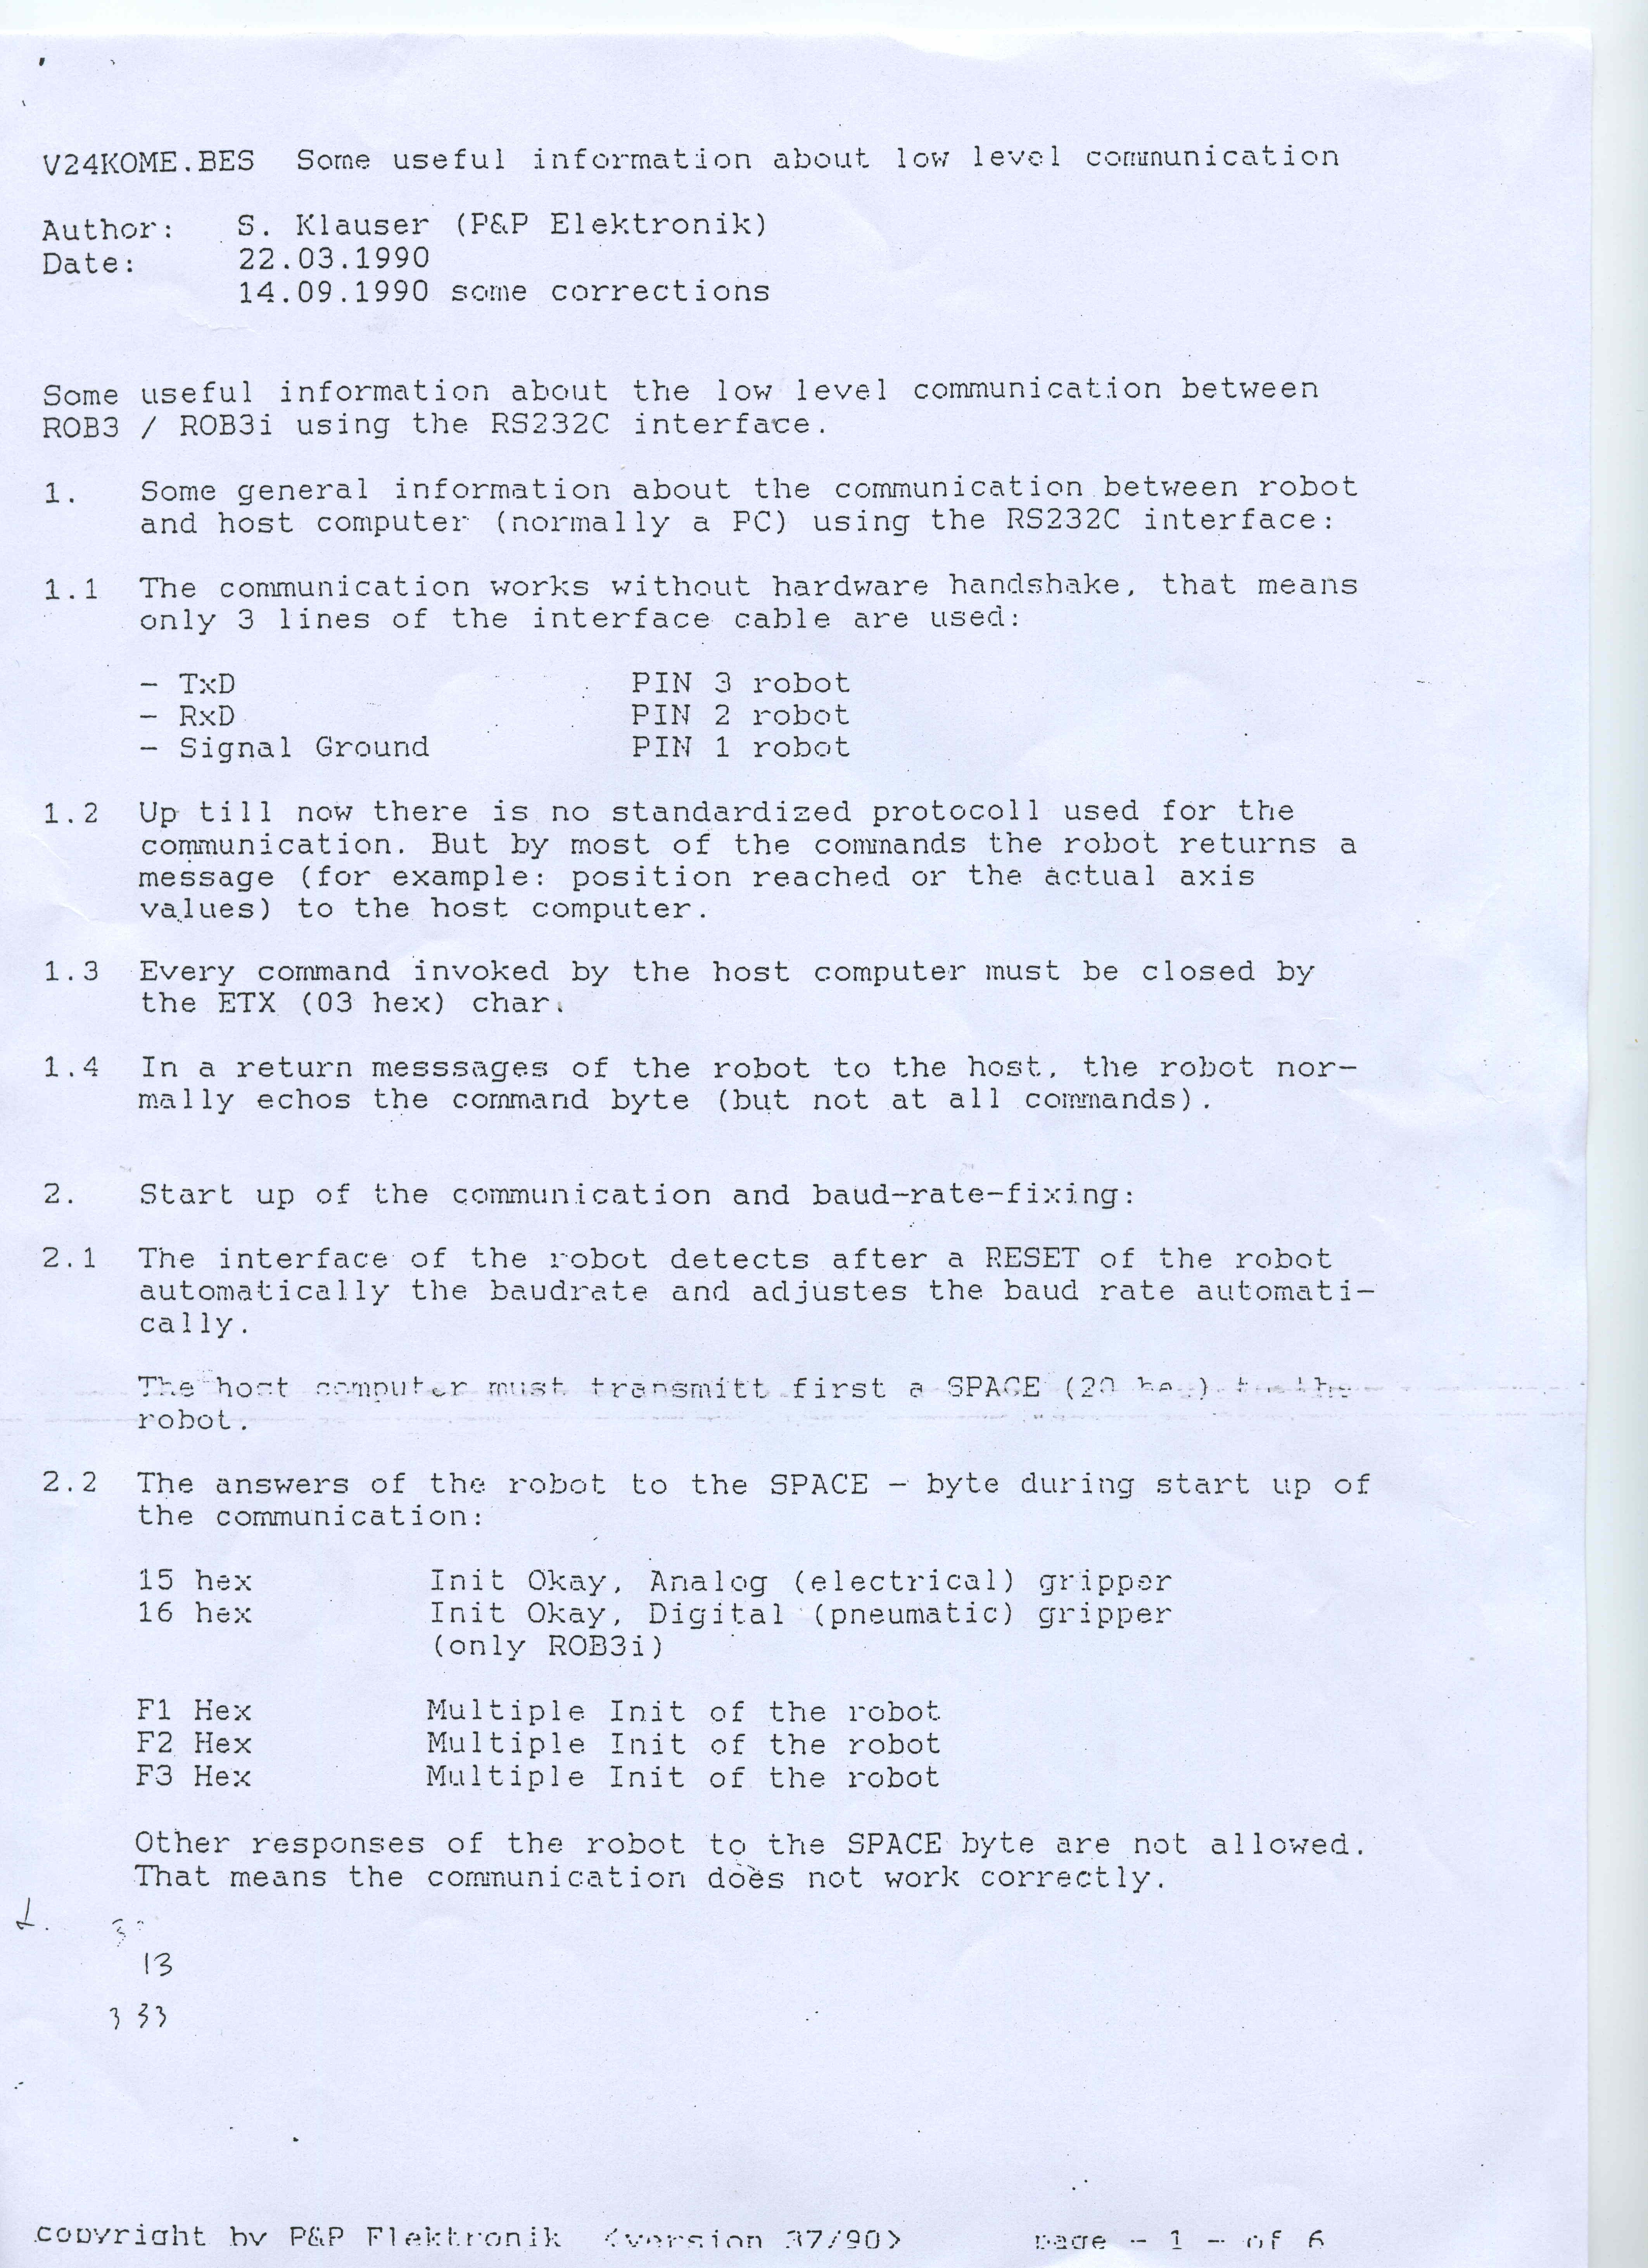 V24KOME.BES  Some useful information about low level communication
Author:   S. Klauser (P&P Elektronik)
Date:     22.03.1990
14.09.1990 some corrections
Some useful information about the low level communication between
ROB3 / ROB3i using the RS232C interface.
1.   Some general information about the communication between robot
and host computer (normally a PC) using the RS232C interface:
1.1  The communication works without hardware handshake, that means
only 3 lines of the interface cable are used:
- TxD                    PIN 3 robot
- RxD                    PIN 2 robot
- Signal Ground          PIN 1 robot
1.2  Up till now there is no standardized protocoll used for the
communication. But by most of the commands the robot returns a
message (for example: position reached or the actual axis
values) to the host computer.
1.3  Every command invoked by the host computer must be closed by
the ETX (03 hex) char.
1.4  In a return messsages of the robot to the host, the robot nor-
mally echos the command byte (but not at all commands).
2.   Start up of the communication and baud-rate-fixing:
2.1  The interface of the robot detects after a RESET of the robot
automatically the baudrate and adjustes the baud rate automati-
cally.
The host computer must transmitt first a SPACE (20 hex) to the
robot.
2.2  The answers of the robot to the SPACE - byte during start up of
the communication:
15 hex         Init Okay, Analog (electrical) gripper
16 hex         Init Okay, Digital (pneumatic) gripper
(only ROB3i)
F1 Hex         Multiple Init of the robot
F2 Hex         Multiple Init of the robot
F3 Hex         Multiple Init of the robot
Other responses of the robot to the SPACE byte are not allowed.
That means the communication does not work correctly.
13
3 33
copyright by P&P Elektronik  <version 37/90>       page - 1 - of 6